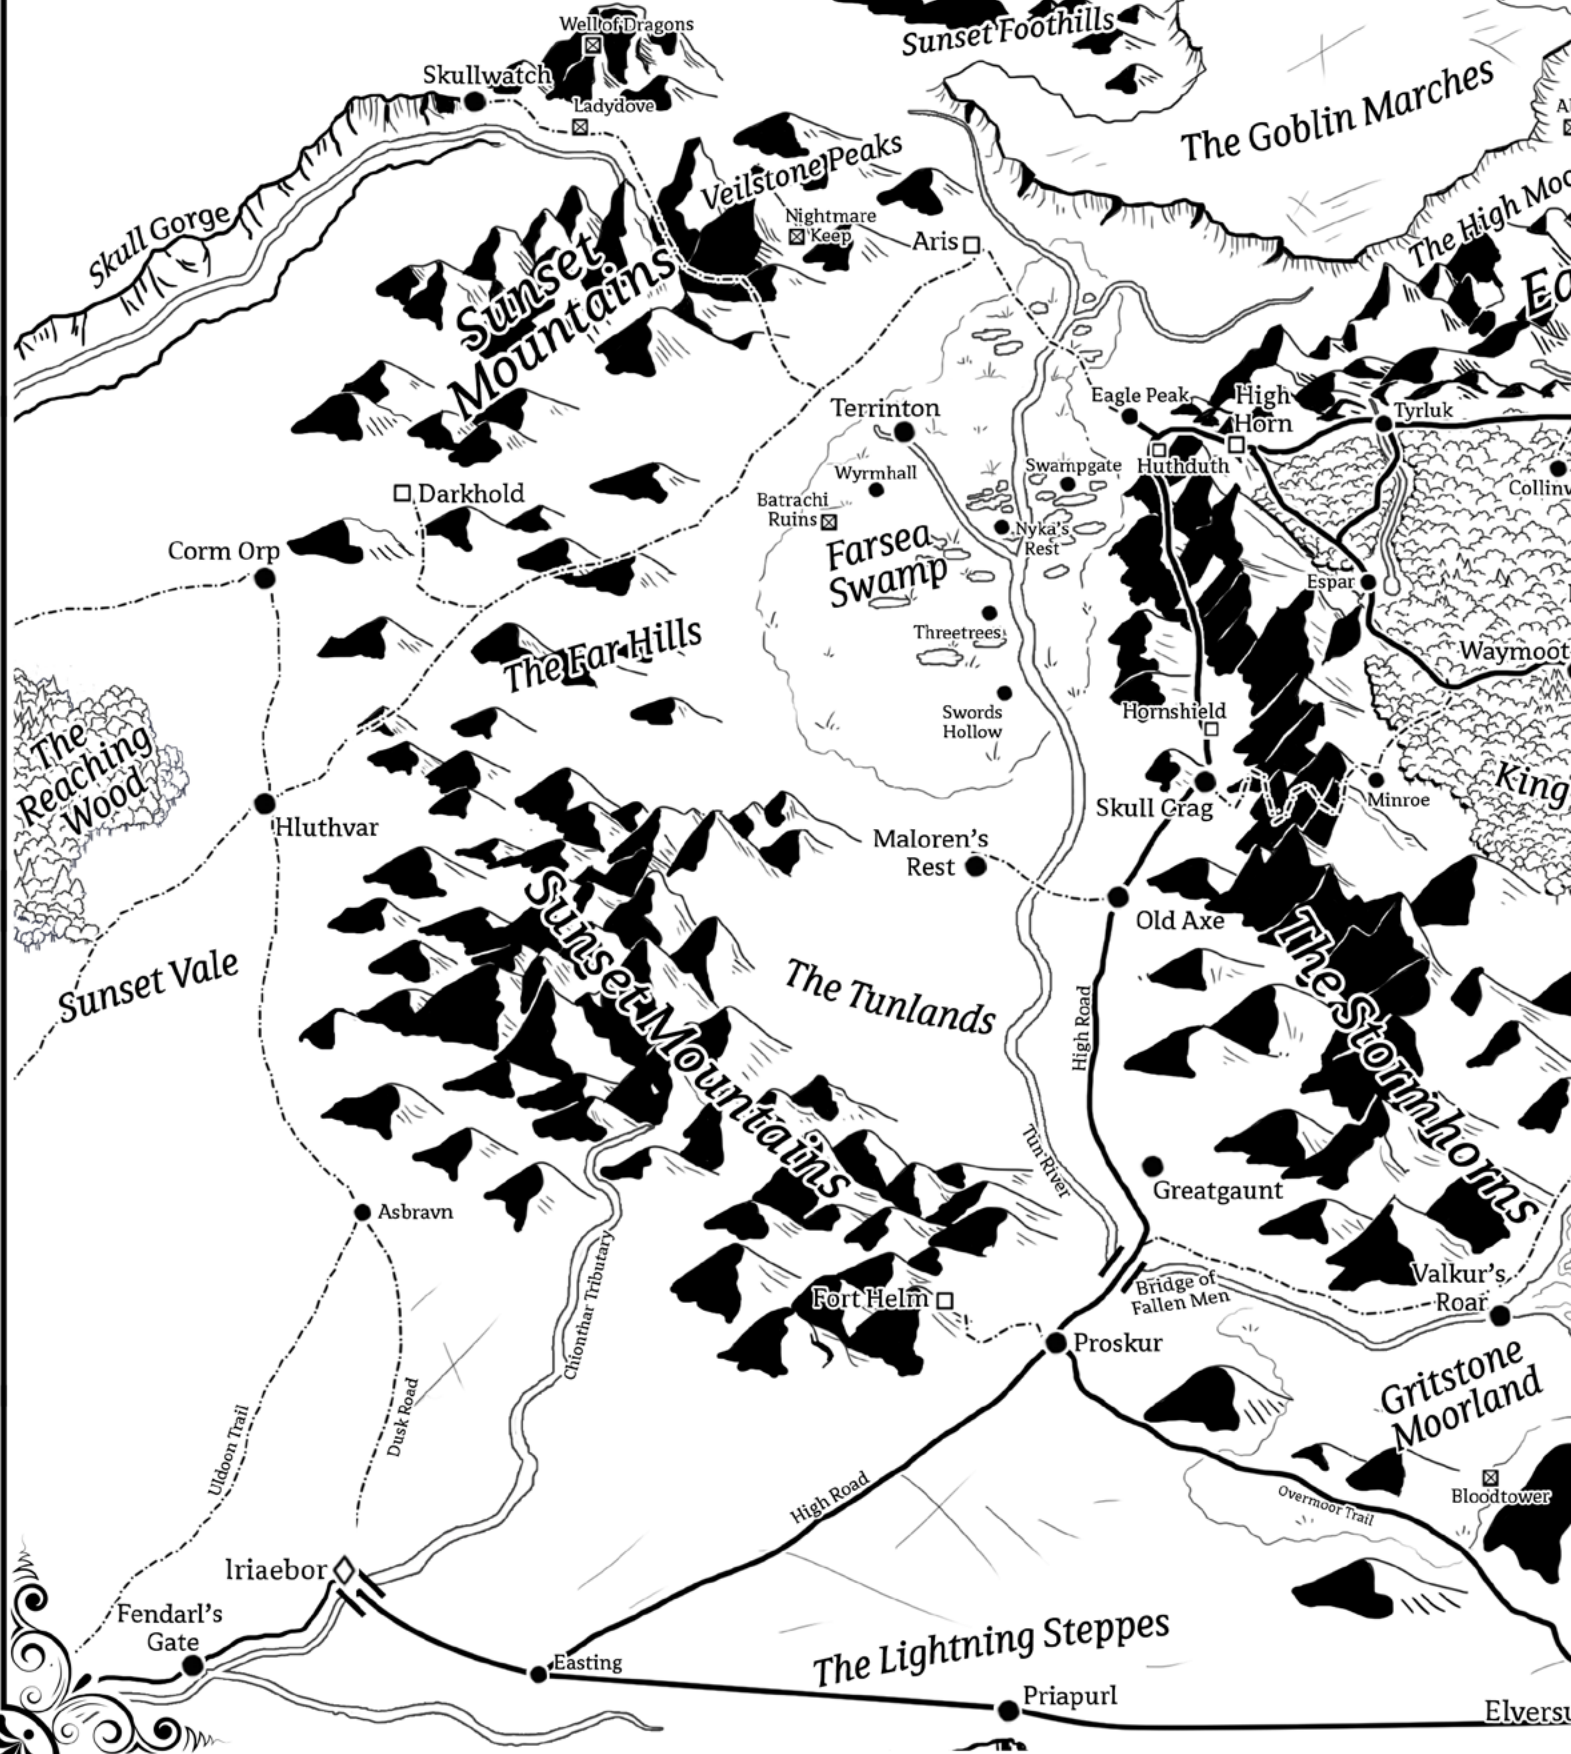 Well of Dragons
Sunset Foothills
Skullwatch
The Goblin Marches
Ladydove
Veilstone Peaks
Skull Gorge
Nightmare
Keep
Aris
The High Moo
Ea
Sunset
Mountains
Eagle Peak
High
Horn
Tyrluk
Terrinton
Huthduth
Swampgate
Wyrmhall
Collinw
Darkhold
Batrachi
Ruins
Nyka's
Rest
Farsea
Swamp
Corm Orp
Espar
Threetrees
The Far Hills
Waymoot
Swords
Hollow
Hornshield
The
Reaching
Wood
King
Skull Crag
Minroe
Hluthvar
Maloren's
Rest
Old Axe
Sunset Vale
Sunset Mountains
The Tunlands
High Road
The Stormhorns
Tun River
Greatgaunt
Asbravn
Chionthar Tributary
Bridge of
Fallen Men
Valkur's
Roar
Fort Helm
Proskur
Gritstone
Moorland
Uldoon Trail
Dusk Road
High Road
Overmoor Trail
Bloodtower
Iriaebor
Fendarl's
Gate
Easting
The Lightning Steppes
Priapurl
Elversu